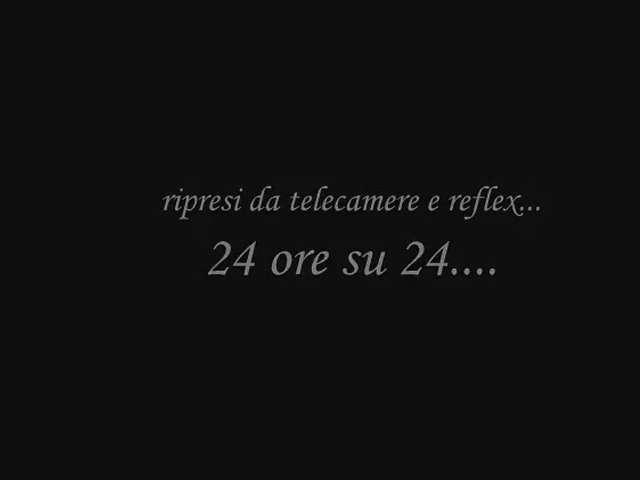 ripresi da telecamere e reflex...
24 ore su 24....